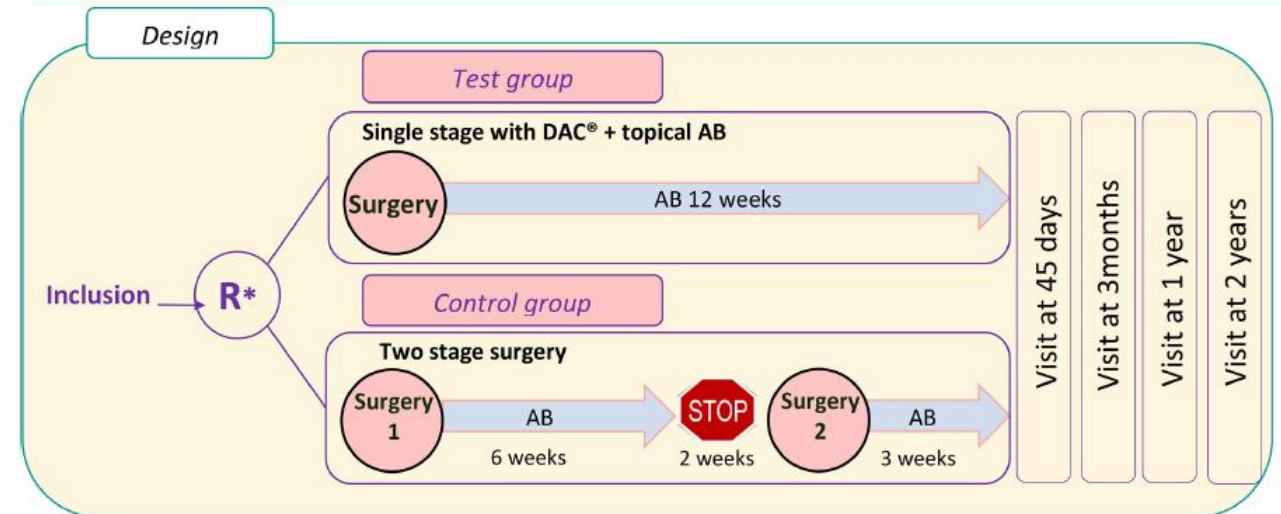 Design
Test group
Single stage with DAC® + topical AB
Surgery
AB 12 weeks
Inclusion
R*
Control group
Two stage surgery
Surgery
1
AB
6 weeks
STOP
2 weeks
Surgery
2
AB
3 weeks
Visit at 45 days
Visit at 3months
Visit at 1 year
Visit at 2 years